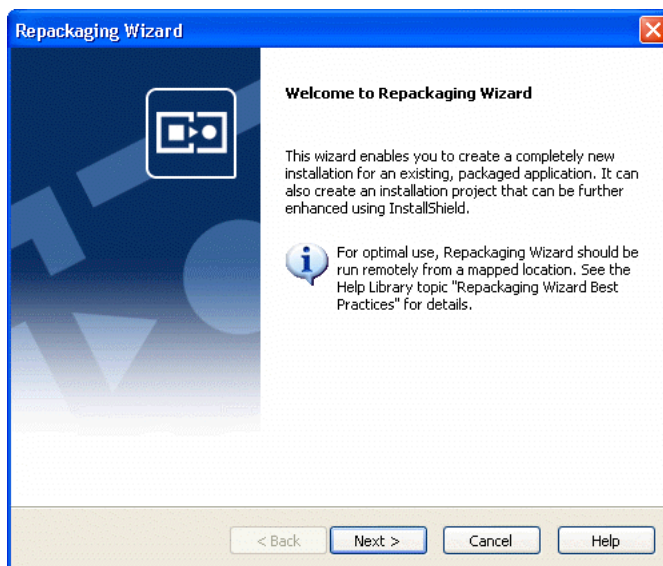 Repackaging Wizard
Welcome to Repackaging Wizard
This wizard enables you to create a completely new
installation for an existing, packaged application. It can
also create an installation project that can be further
enhanced using InstallShield.
For optimal use, Repackaging Wizard should be
run remotely from a mapped location. See the
Help Library topic "Repackaging Wizard Best
Practices" for details.
< Back
Next >
Cancel
Help